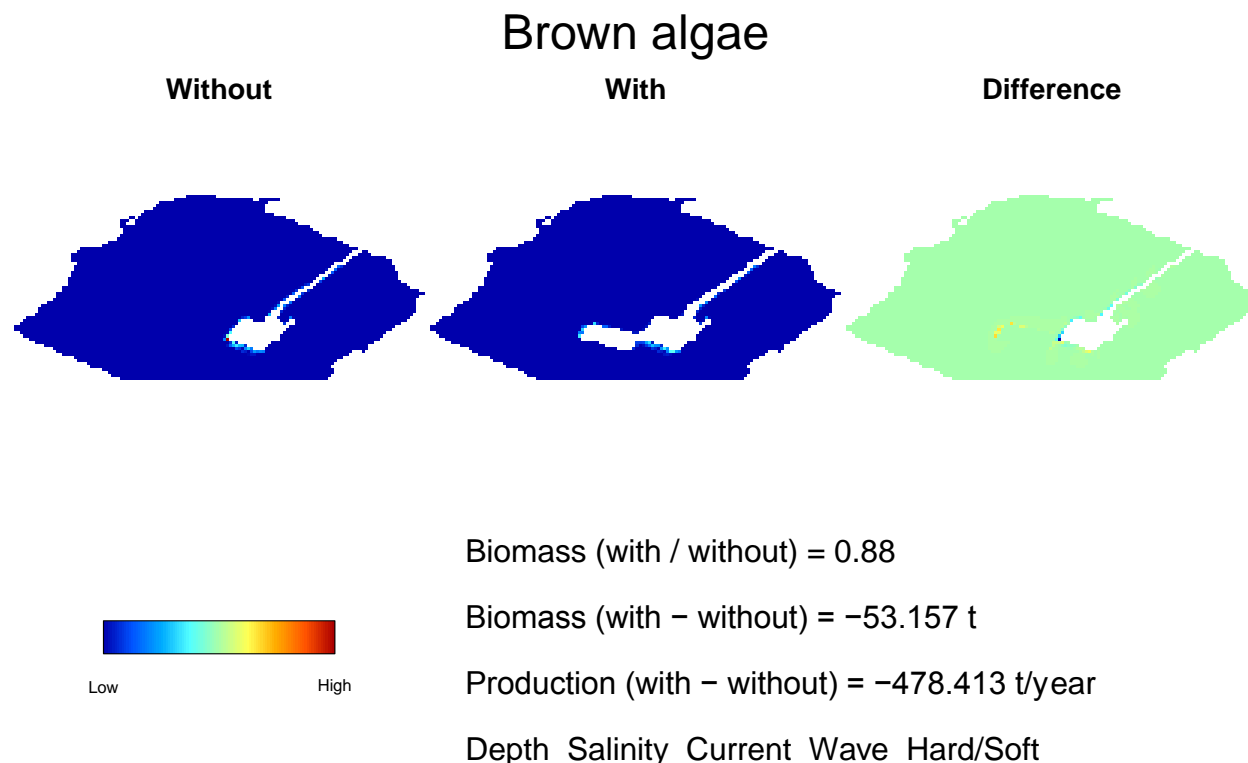 Brown algae
Without With Difference
Biomass (with / without) = 0.88
Biomass (with − without) = −53.157 t
Low High
Production (with − without) = −478.413 t/year
Depth Salinity Current Wave Hard/Soft